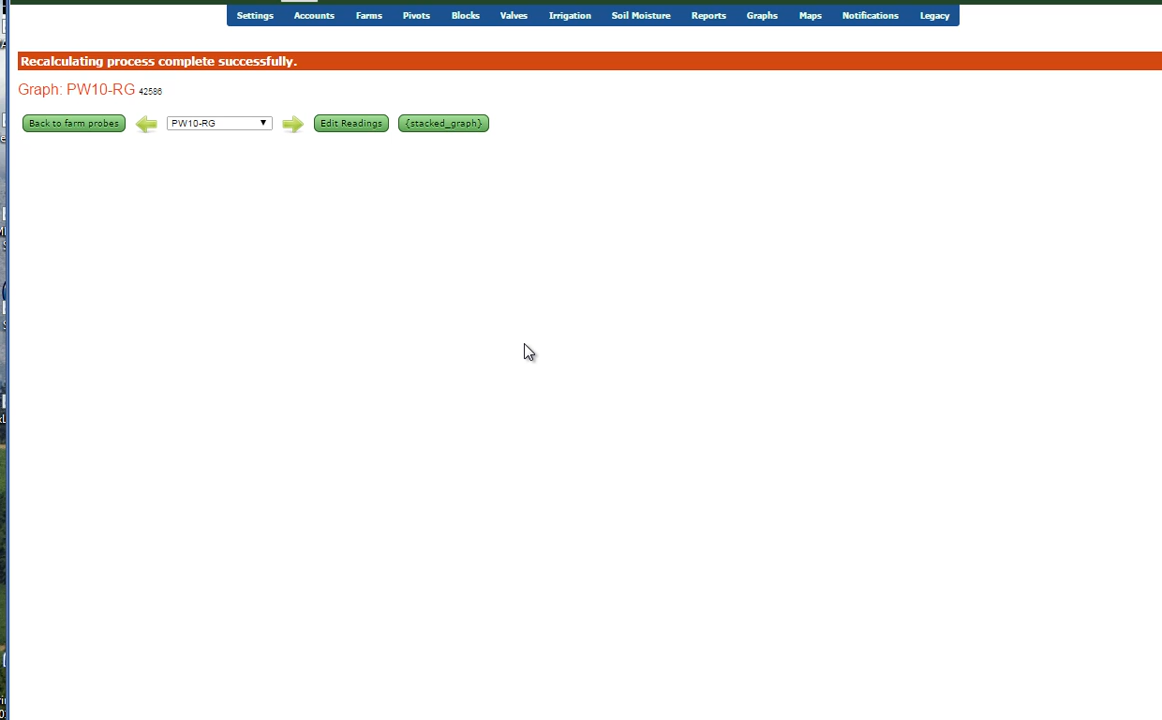 Settings Accounts Farms Pivots Blocks Valves Irrigation Soil Moisture Reports Graphs Maps Notifications Legacy
Recalculating process complete successfully.
Graph: PW10-RG 42586
Back to farm probes PW10-RG Edit Readings {stacked_graph}